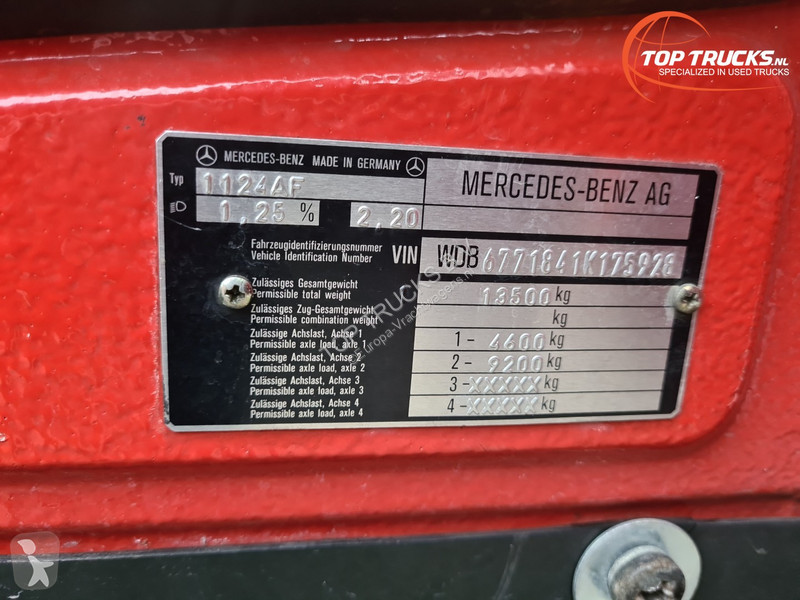 TOP TRUCKS.NL
SPECIALIZED IN USED TRUCKS
MERCEDES-BENZ MADE IN GERMANY
Typ 1124AF
1,25 % 2,20
MERCEDES-BENZ AG
Fahrzeugidentifizierungsnummer
Vehicle Identification Number VIN WDB6771841K175928
Zulässiges Gesamtgewicht
Permissible total weight 13500 kg
Zulässiges Zug-Gesamtgewicht
Permissible combination weight kg
Zulässige Achslast, Achse 1
Permissible axle load, axle 1 1- 4600 kg
Zulässige Achslast, Achse 2
Permissible axle load, axle 2 2- 9200 kg
Zulässige Achslast, Achse 3
Permissible axle load, axle 3 3-XXXXX kg
Zulässige Achslast, Achse 4
Permissible axle load, axle 4 4-XXXXX kg